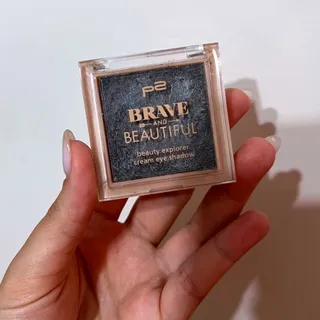 p2
BRAVE
AND
BEAUTIFUL
beauty explorer
cream eye shadow